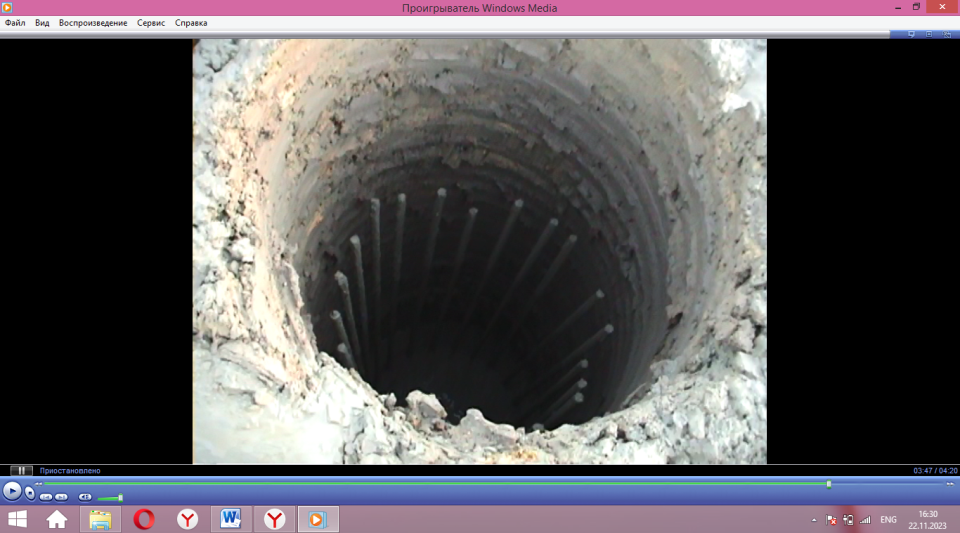 Проигрыватель Windows Media
Файл Вид Воспроизведение Сервис Справка
Приостановлено
03:47 / 04:20
ENG
16:30
22.11.2023